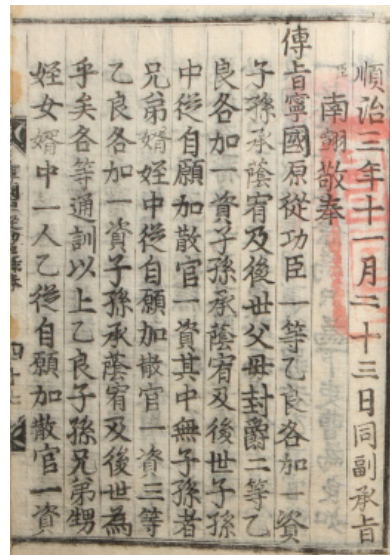 順治三年十一月二十三日同副承旨
臣南翧敬奉
傳旨寧國原從功臣一等乙良各加一資
子孫承蔭宥及後世父母封爵二等乙
良各加一資子孫承蔭宥及後世子孫
中從自願加散官一資其中無子孫者
兄弟婿姪中從自願加散官一資三等
乙良各加一資子孫承蔭宥及後世為
乎矣各等通訓以上乙良子孫兄弟甥
姪女婿中一人乙從自願加散官一資